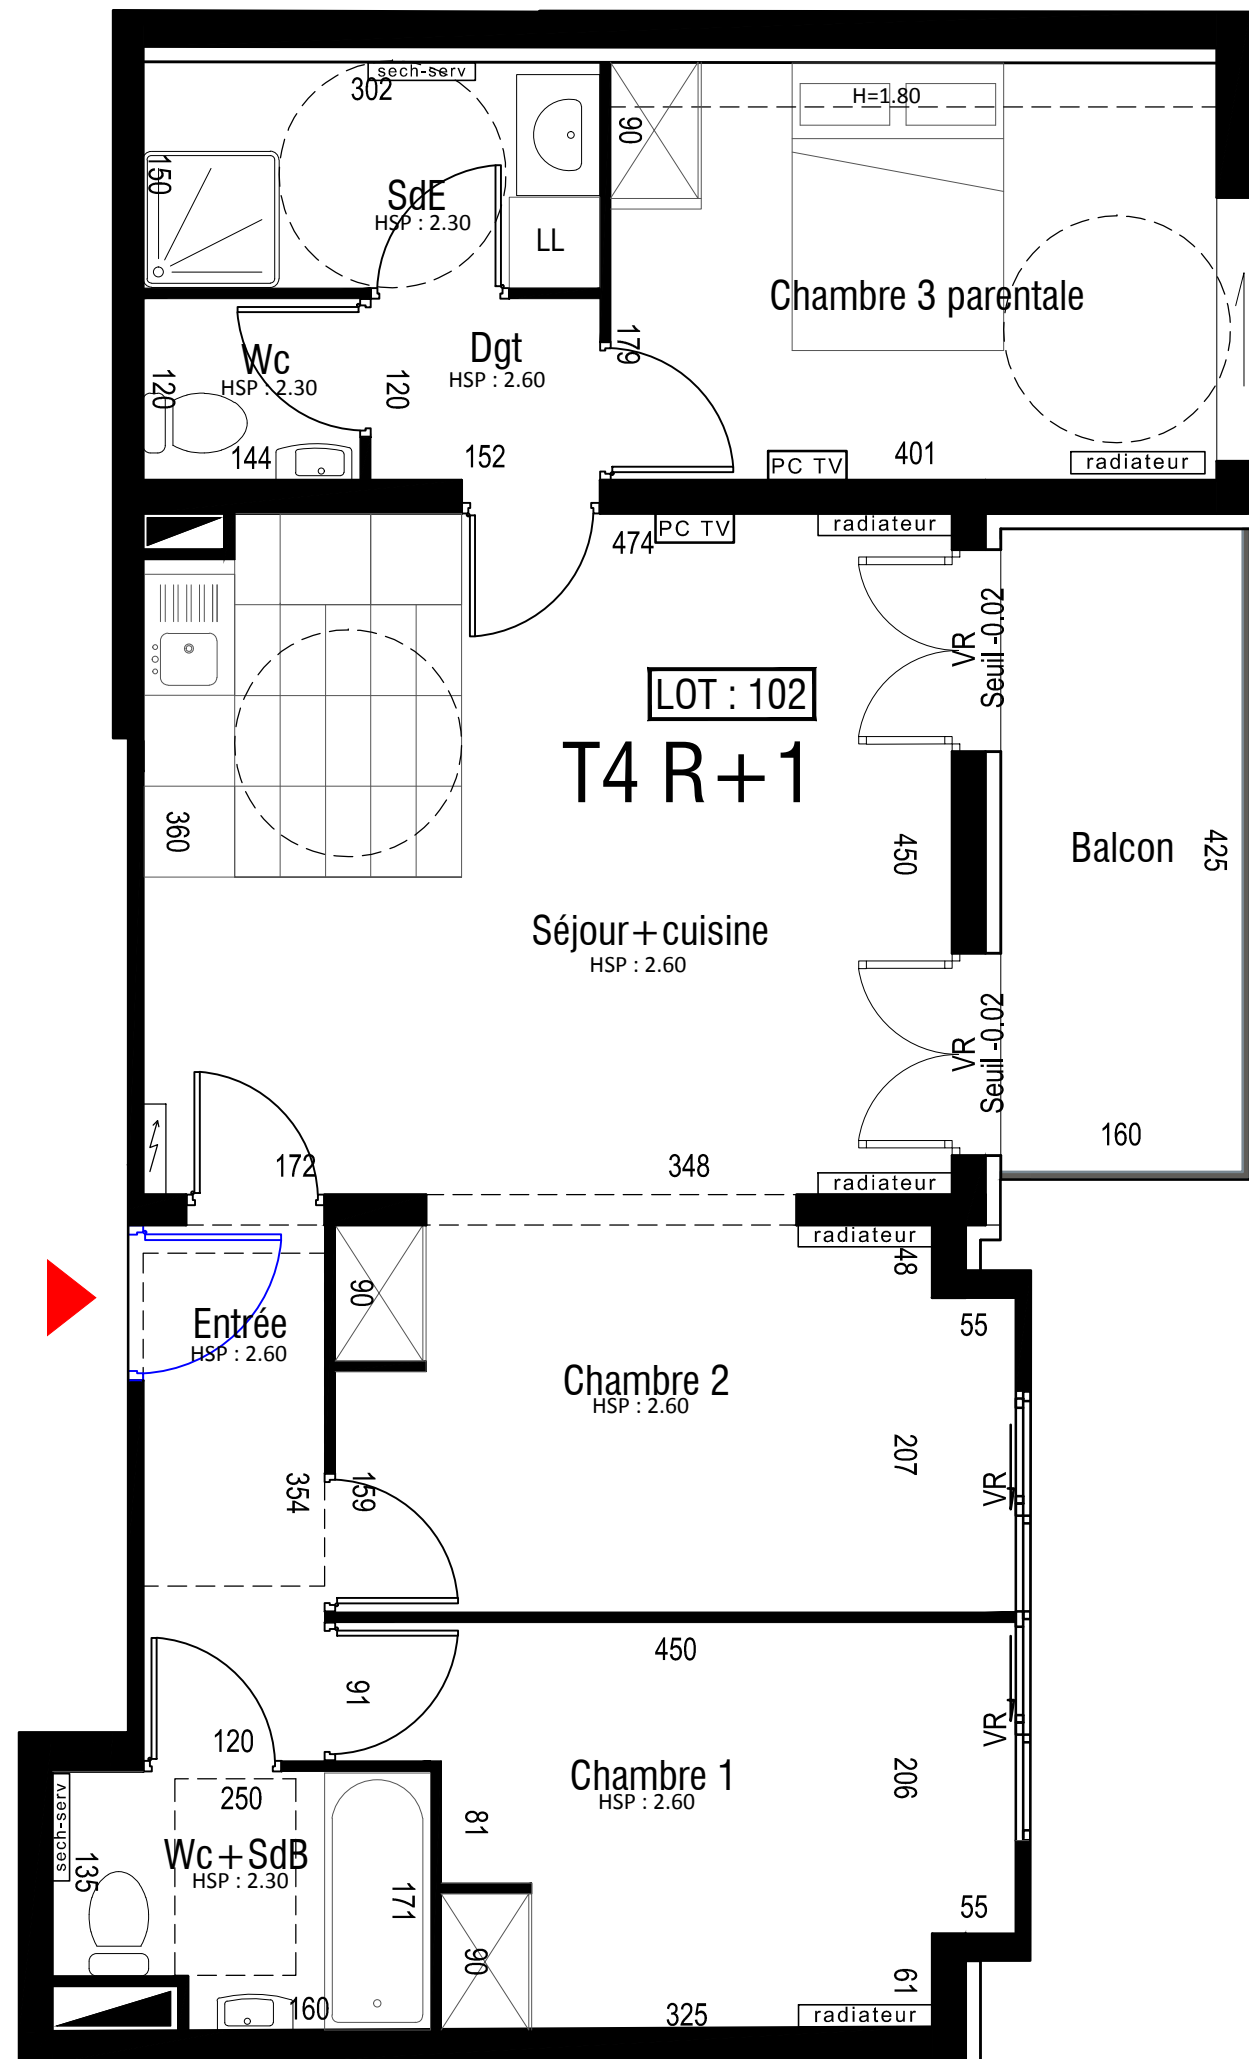 sech-serv
302
H=1.80
90
150
SdE
HSP : 2.30
LL
Chambre 3 parentale
179
Dgt
HSP : 2.60
Wc
HSP : 2.30
120
120
144
152
PC TV
401
radiateur
474
PC TV
radiateur
VR
Seuil -0.02
LOT : 102
T4 R+1
360
450
Balcon
425
Séjour+cuisine
HSP : 2.60
VR
Seuil -0.02
160
172
348
radiateur
radiateur
48
90
Entrée
HSP : 2.60
55
Chambre 2
HSP : 2.60
354
159
207
VR
450
91
VR
120
250
Chambre 1
HSP : 2.60
206
sech-serv
81
Wc+SdB
HSP : 2.30
135
171
55
90
61
160
325
radiateur